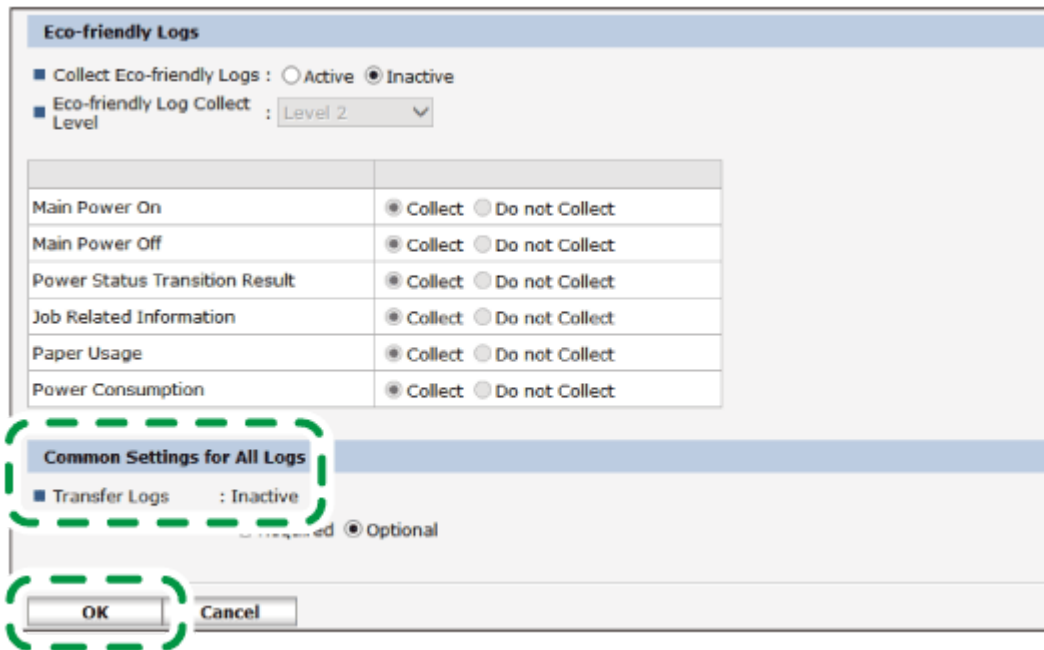 Eco-friendly Logs
Collect Eco-friendly Logs : Active Inactive
Eco-friendly Log Collect
Level : Level 2
Main Power On Collect Do not Collect
Main Power Off Collect Do not Collect
Power Status Transition Result Collect Do not Collect
Job Related Information Collect Do not Collect
Paper Usage Collect Do not Collect
Power Consumption Collect Do not Collect
Common Settings for All Logs
Transfer Logs : Inactive
Optional
OK Cancel